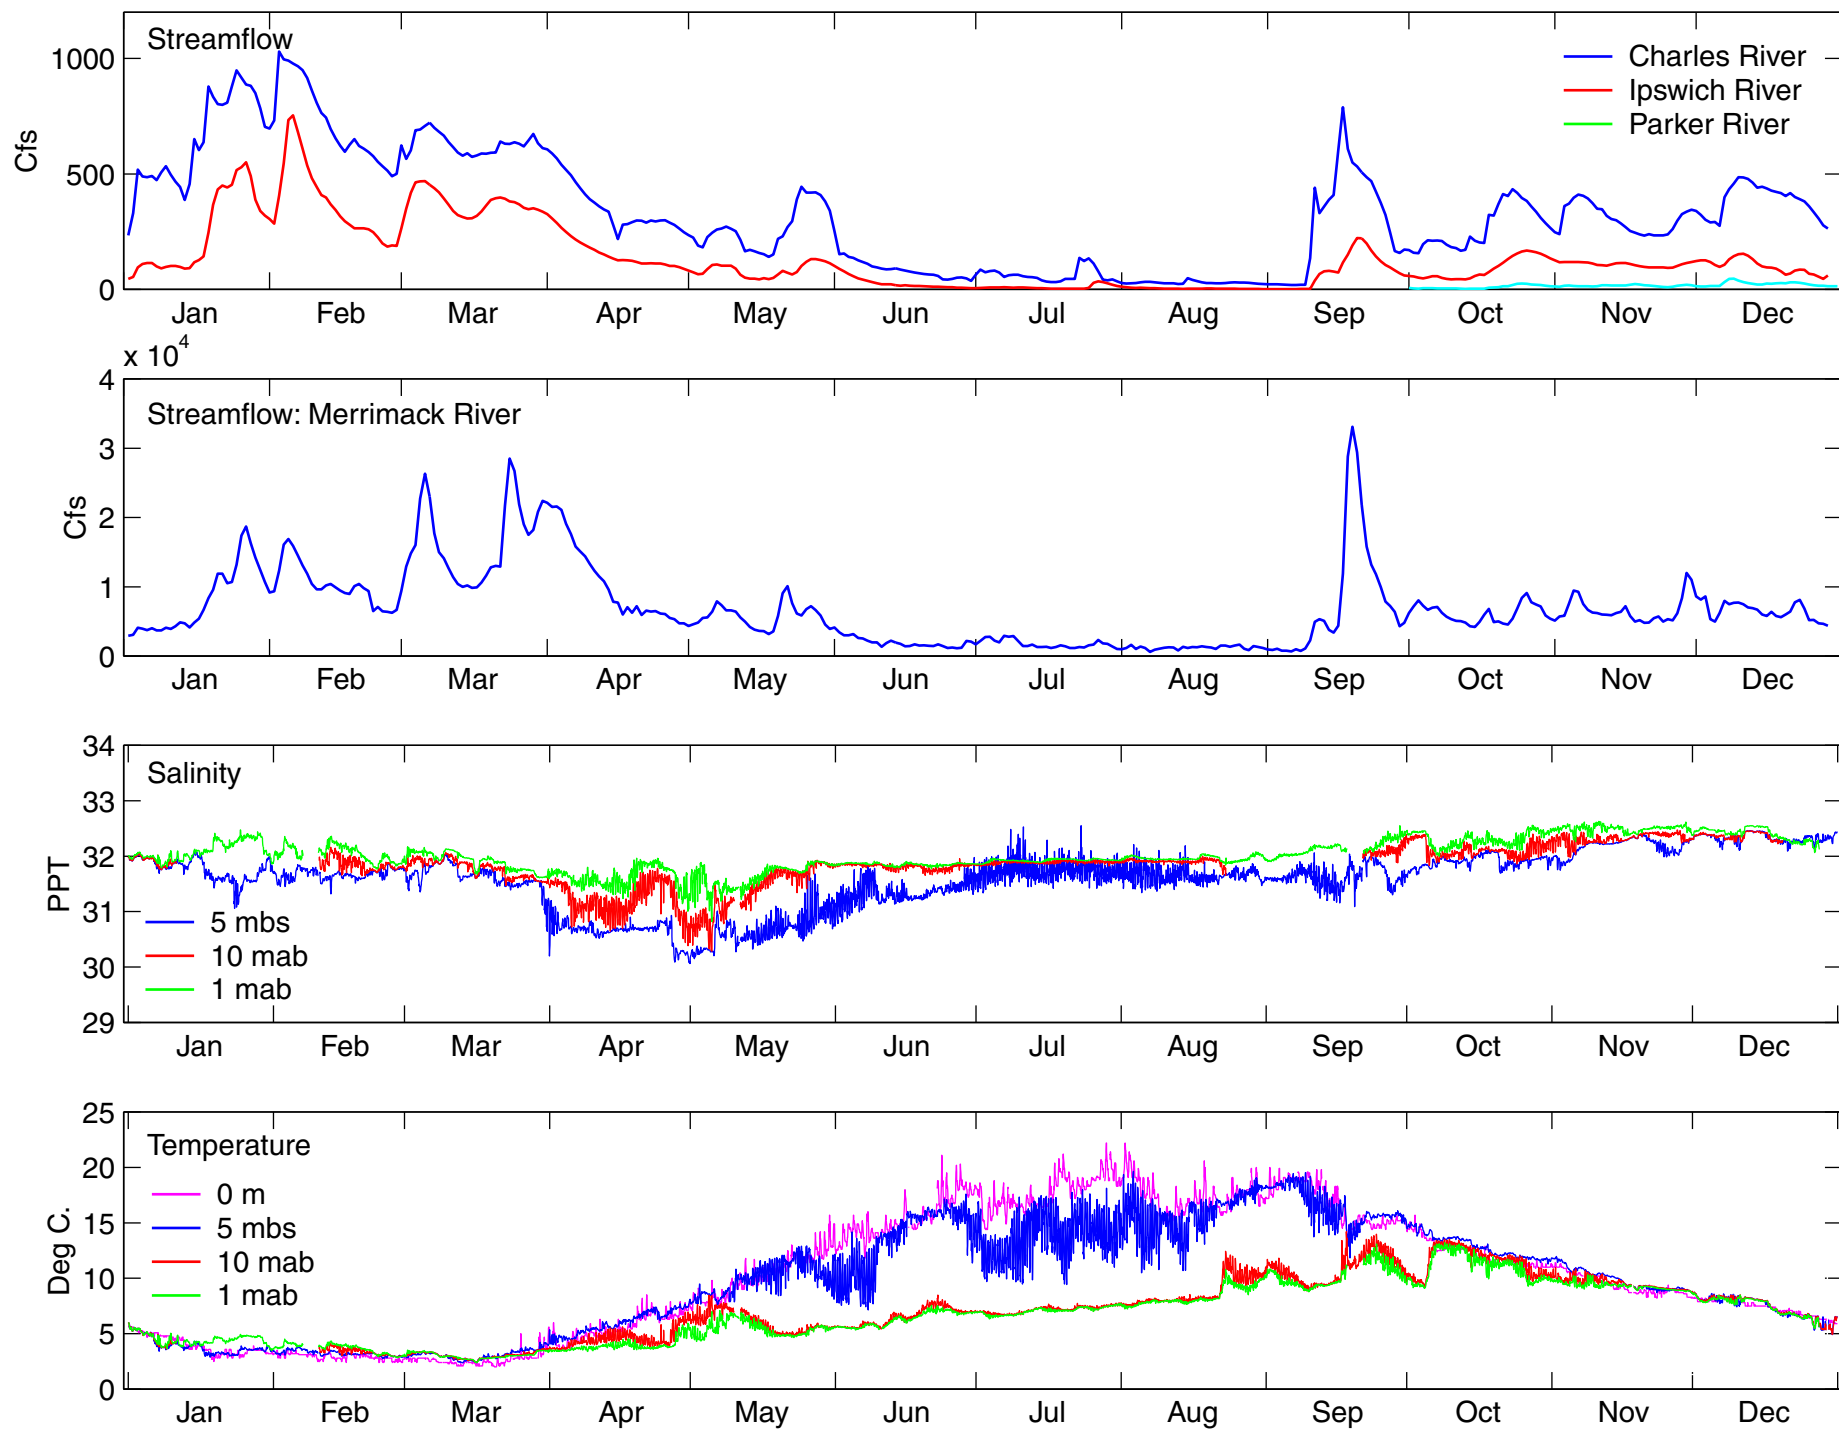 Streamflow
Charles River
Ipswich River
Parker River
1000
500
0
Cfs
Jan Feb Mar Apr May Jun Jul Aug Sep Oct Nov Dec
x 10^4
Streamflow: Merrimack River
4
3
2
1
0
Cfs
Jan Feb Mar Apr May Jun Jul Aug Sep Oct Nov Dec
Salinity
34
33
32
31
30
29
PPT
5 mbs
10 mab
1 mab
Jan Feb Mar Apr May Jun Jul Aug Sep Oct Nov Dec
Temperature
25
20
15
10
5
0
Deg C.
0 m
5 mbs
10 mab
1 mab
Jan Feb Mar Apr May Jun Jul Aug Sep Oct Nov Dec